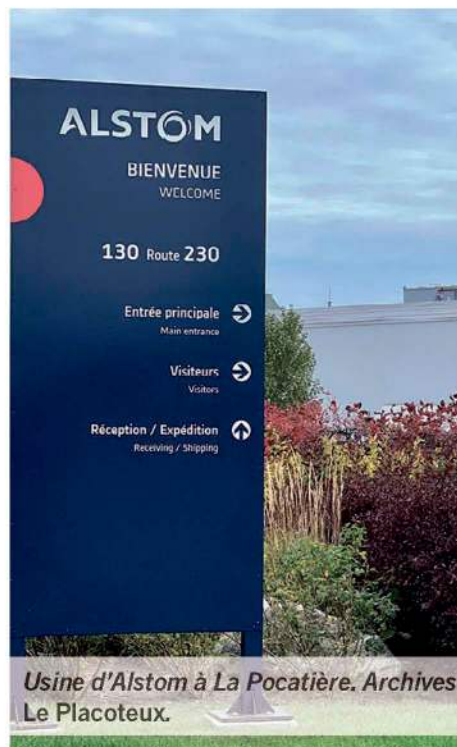 ALSTOM
BIENVENUE
WELCOME
130 Route 230
Entrée principale
Main entrance
Visiteurs
Visitors
Réception / Expédition
Receiving / Shipping
Usine d'Alstom à La Pocatière. Archives
Le Placoteux.